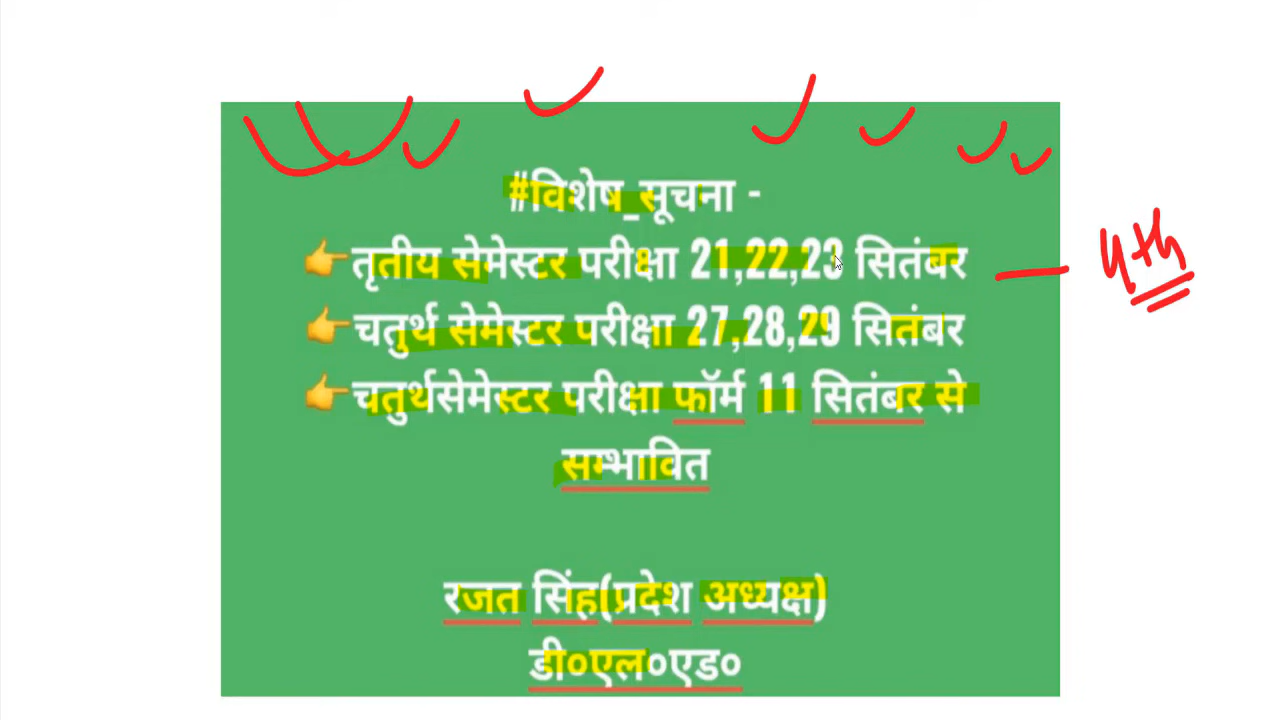 #विशेष_सूचना -
👉तृतीय सेमेस्टर परीक्षा 21,22,23 सितंबर
4th
👉चतुर्थ सेमेस्टर परीक्षा 27,28,29 सितंबर
👉चतुर्थसेमेस्टर परीक्षा फॉर्म 11 सितंबर से
सम्भावित
रजत सिंह(प्रदेश अध्यक्ष)
डी०एल०एड०